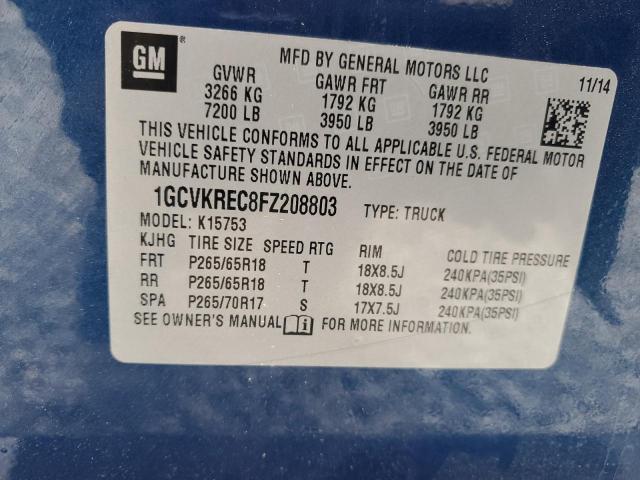 GM
MFD BY GENERAL MOTORS LLC
11/14
GVWR GAWR FRT GAWR RR
3266 KG 1792 KG 1792 KG
7200 LB 3950 LB 3950 LB
THIS VEHICLE CONFORMS TO ALL APPLICABLE U.S. FEDERAL MOTOR
VEHICLE SAFETY STANDARDS IN EFFECT ON THE DATE OF
MANUFACTURE SHOWN ABOVE.
1GCVKREC8FZ208803 TYPE: TRUCK
MODEL: K15753
KJHG TIRE SIZE SPEED RTG RIM COLD TIRE PRESSURE
FRT P265/65R18 T 18X8.5J 240KPA(35PSI)
RR P265/65R18 T 18X8.5J 240KPA(35PSI)
SPA P265/70R17 S 17X7.5J 240KPA(35PSI)
SEE OWNER'S MANUAL FOR MORE INFORMATION.